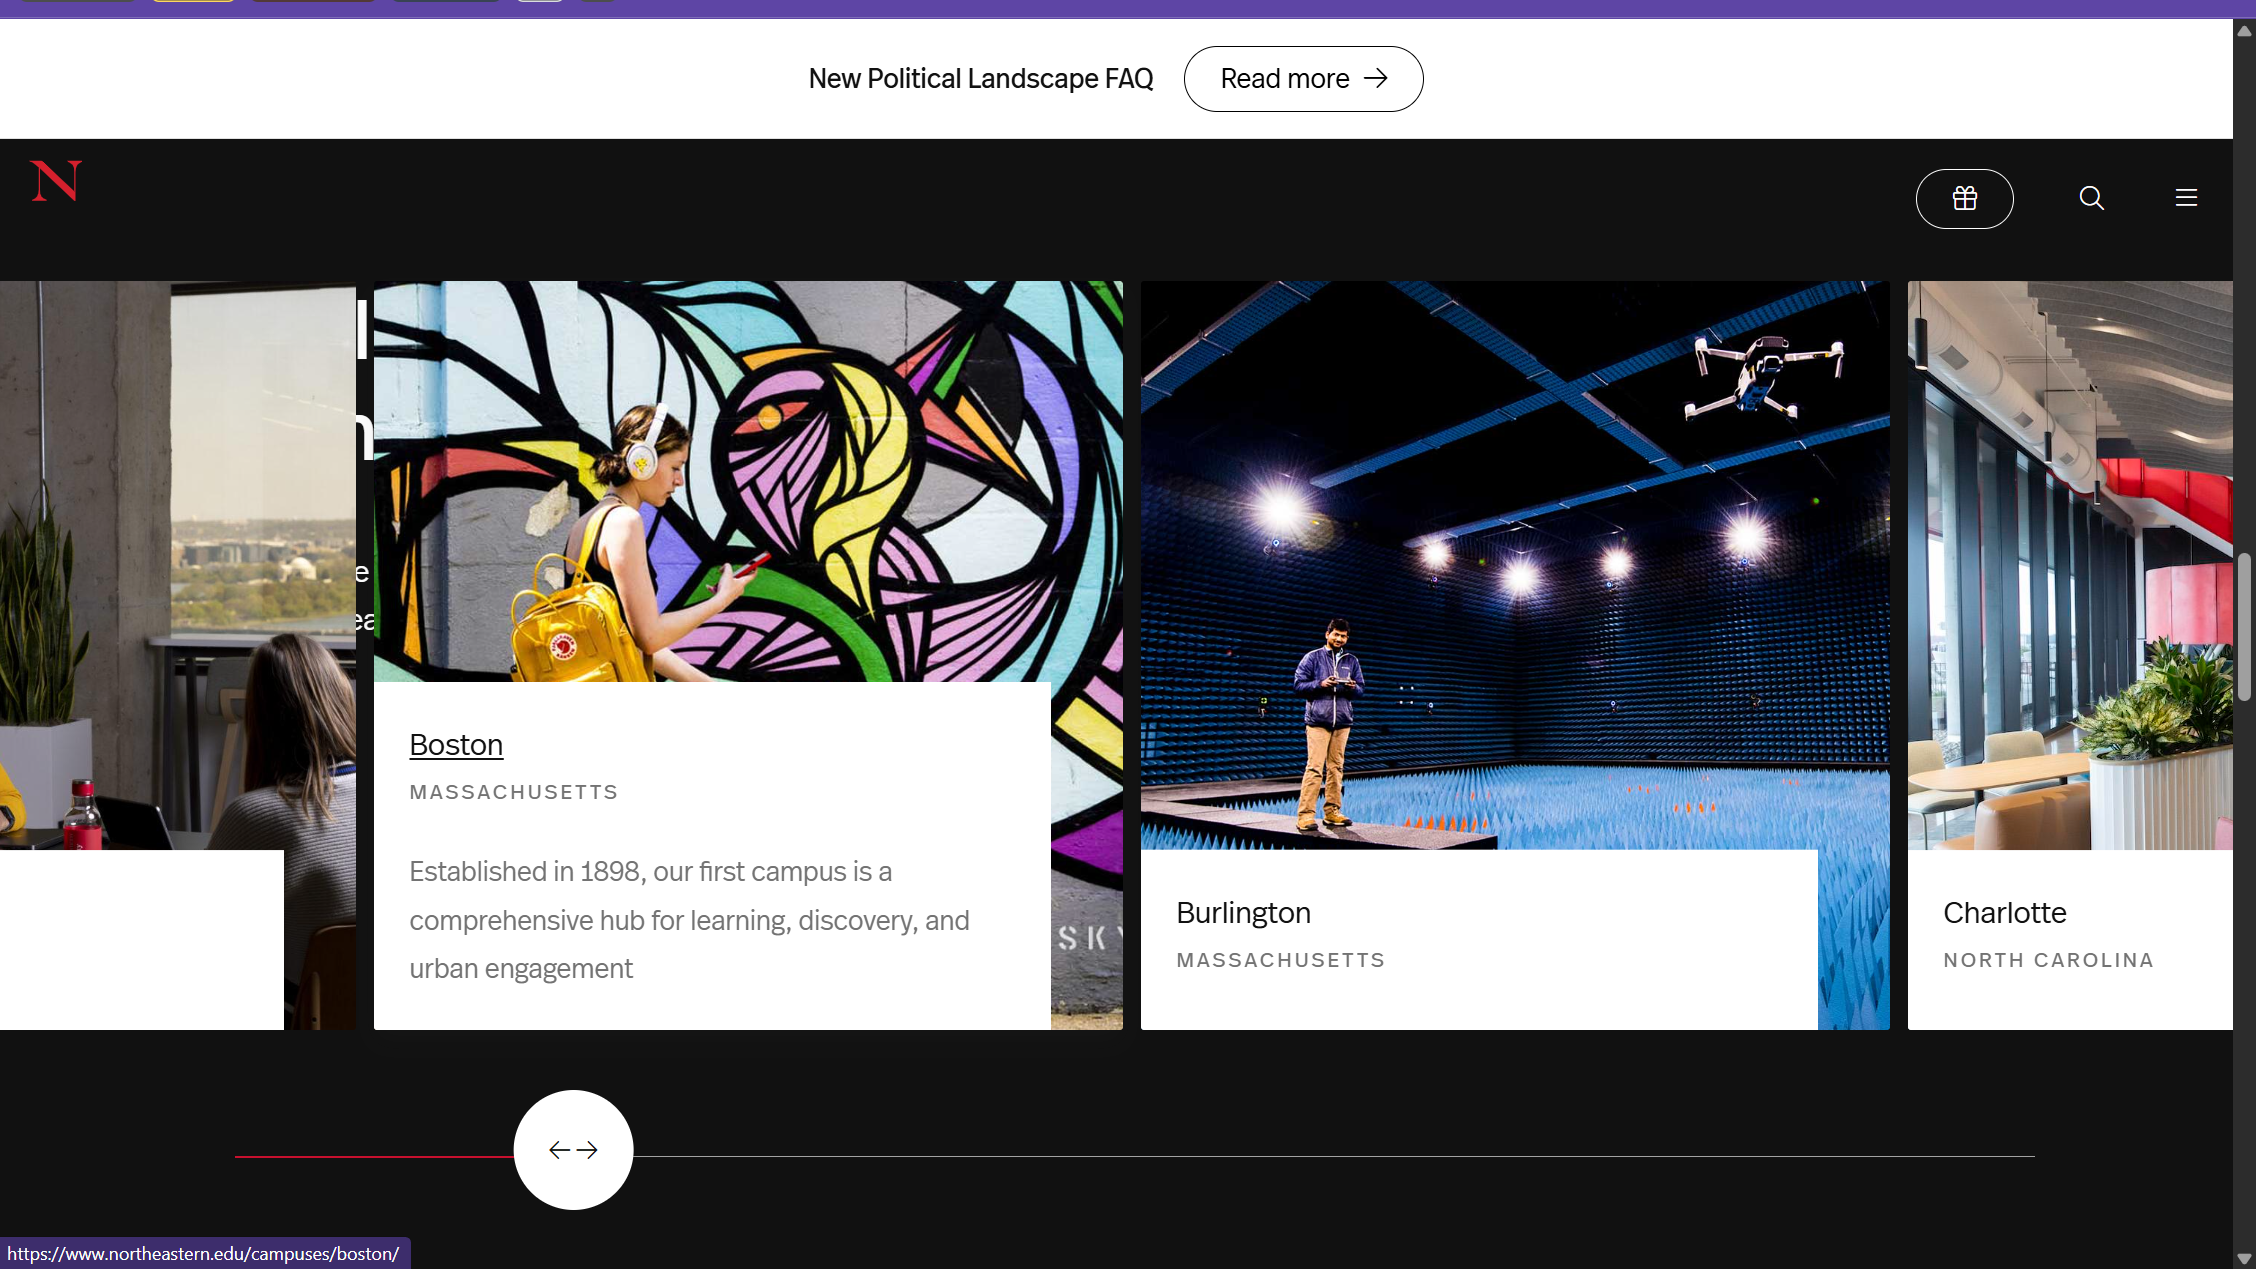 New Political Landscape FAQ
Read more
N
Boston
MASSACHUSETTS
Established in 1898, our first campus is a
comprehensive hub for learning, discovery, and
urban engagement
Burlington
MASSACHUSETTS
Charlotte
NORTH CAROLINA
https://www.northeastern.edu/campuses/boston/